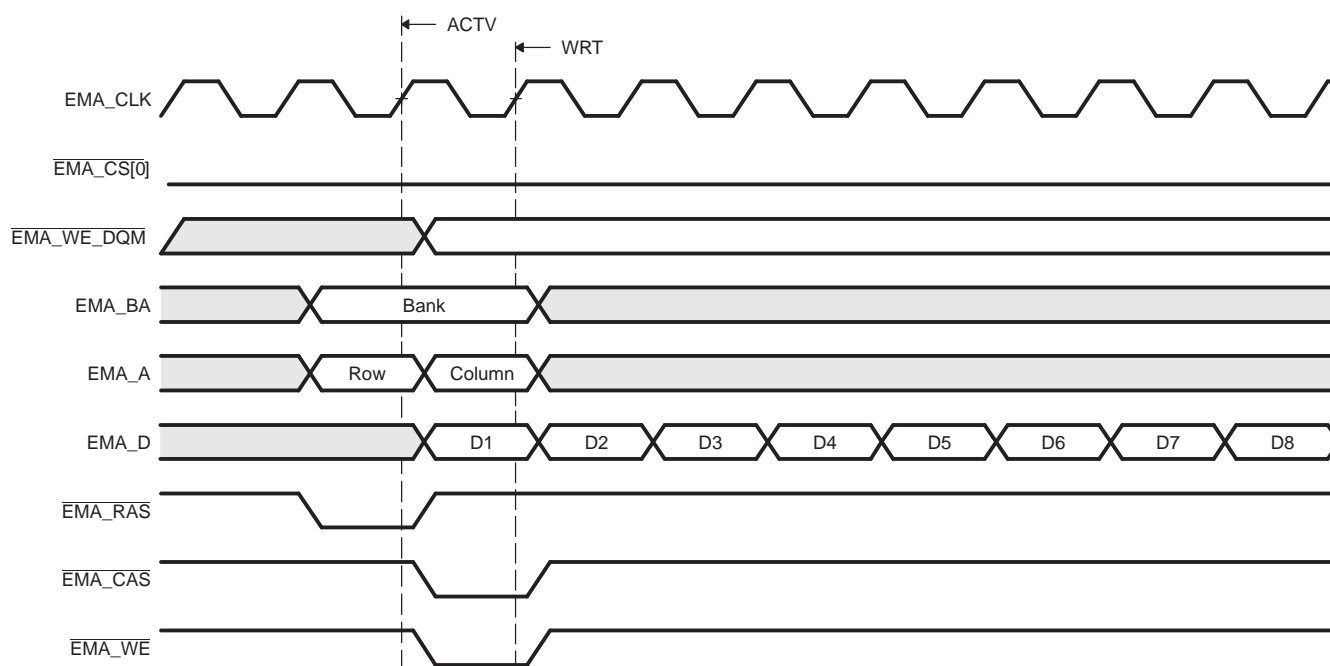 ACTV
WRT
EMA_CLK
EMA_CS[0]
EMA_WE_DQM
EMA_BA
Bank
EMA_A
Row
Column
EMA_D
D1
D2
D3
D4
D5
D6
D7
D8
EMA_RAS
EMA_CAS
EMA_WE